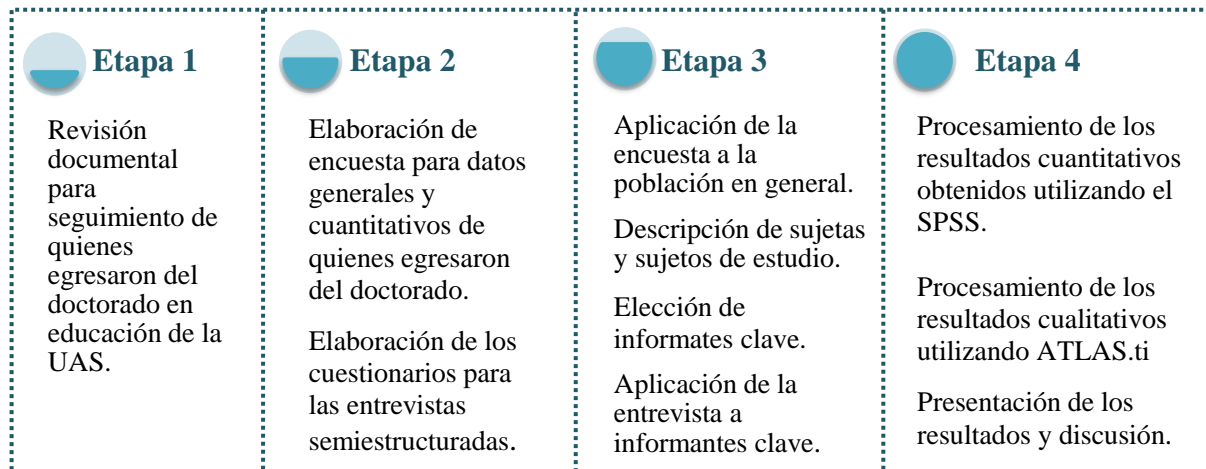 Etapa 1
Revisión
documental
para
seguimiento de
quienes
egresaron del
doctorado en
educación de la
UAS.
Etapa 2
Elaboración de
encuesta para datos
generales y
cuantitativos de
quienes egresaron
del doctorado.
Elaboración de los
cuestionarios para
las entrevistas
semiestructuradas.
Etapa 3
Aplicación de la
encuesta a la
población en general.
Descripción de sujetas
y sujetos de estudio.
Elección de
informates clave.
Aplicación de la
entrevista a
informantes clave.
Etapa 4
Procesamiento de los
resultados cuantitativos
obtenidos utilizando el
SPSS.
Procesamiento de los
resultados cualitativos
utilizando ATLAS.ti
Presentación de los
resultados y discusión.